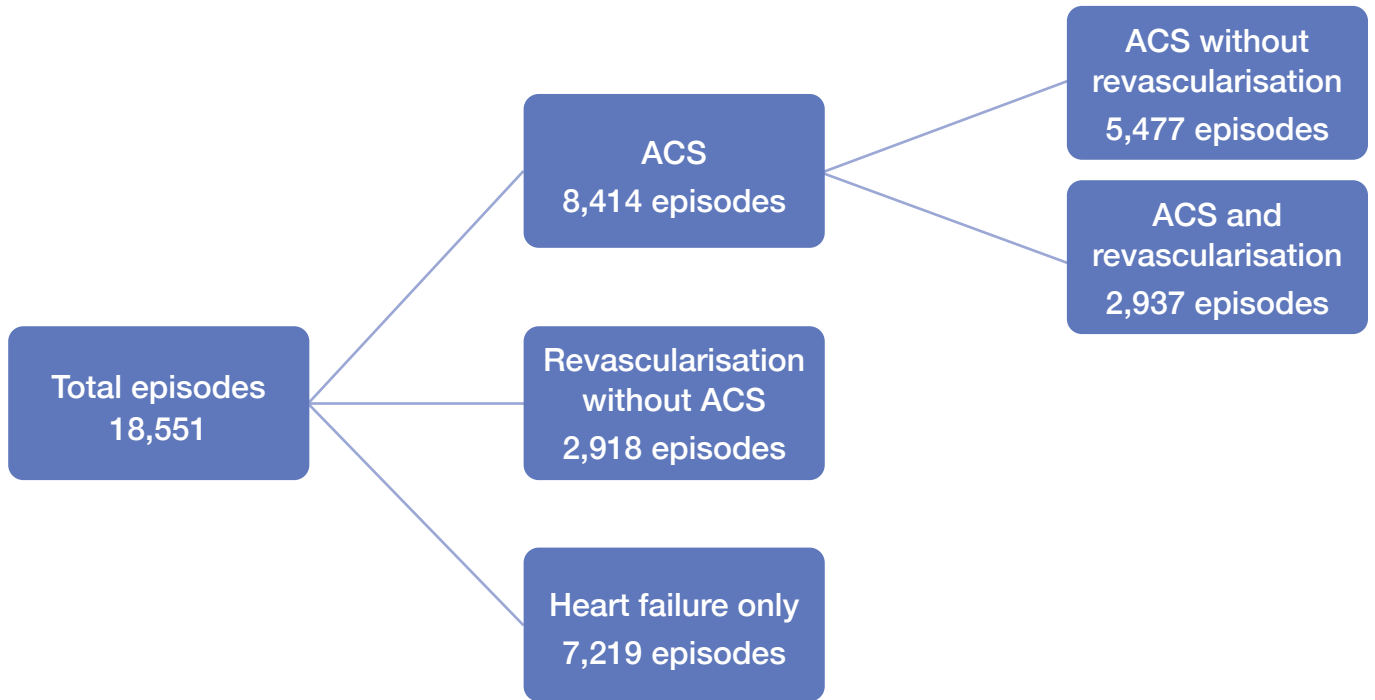 Total episodes
18,551
ACS
8,414 episodes
Revascularisation
without ACS
2,918 episodes
Heart failure only
7,219 episodes
ACS without
revascularisation
5,477 episodes
ACS and
revascularisation
2,937 episodes